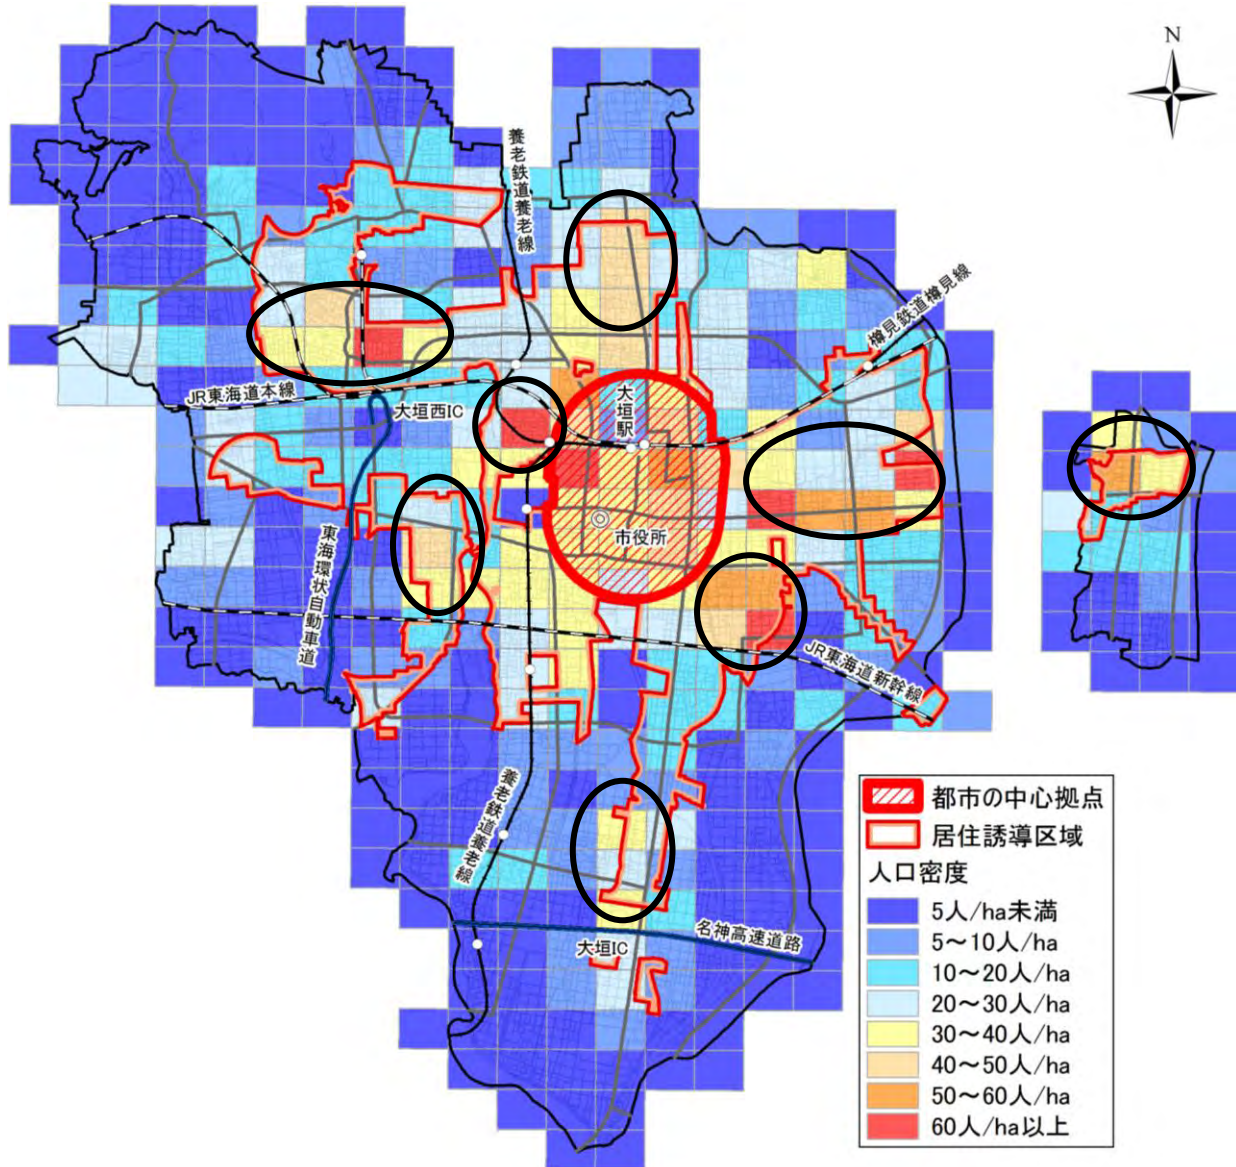 N
養老鉄道養老線
樽見鉄道樽見線
JR東海道本線
大垣西IC
大垣駅
市役所
東海環状自動車道
JR東海道新幹線
養老鉄道養老線
名神高速道路
大垣IC
都市の中心拠点
居住誘導区域
人口密度
5人/ha未満
5～10人/ha
10～20人/ha
20～30人/ha
30～40人/ha
40～50人/ha
50～60人/ha
60人/ha以上